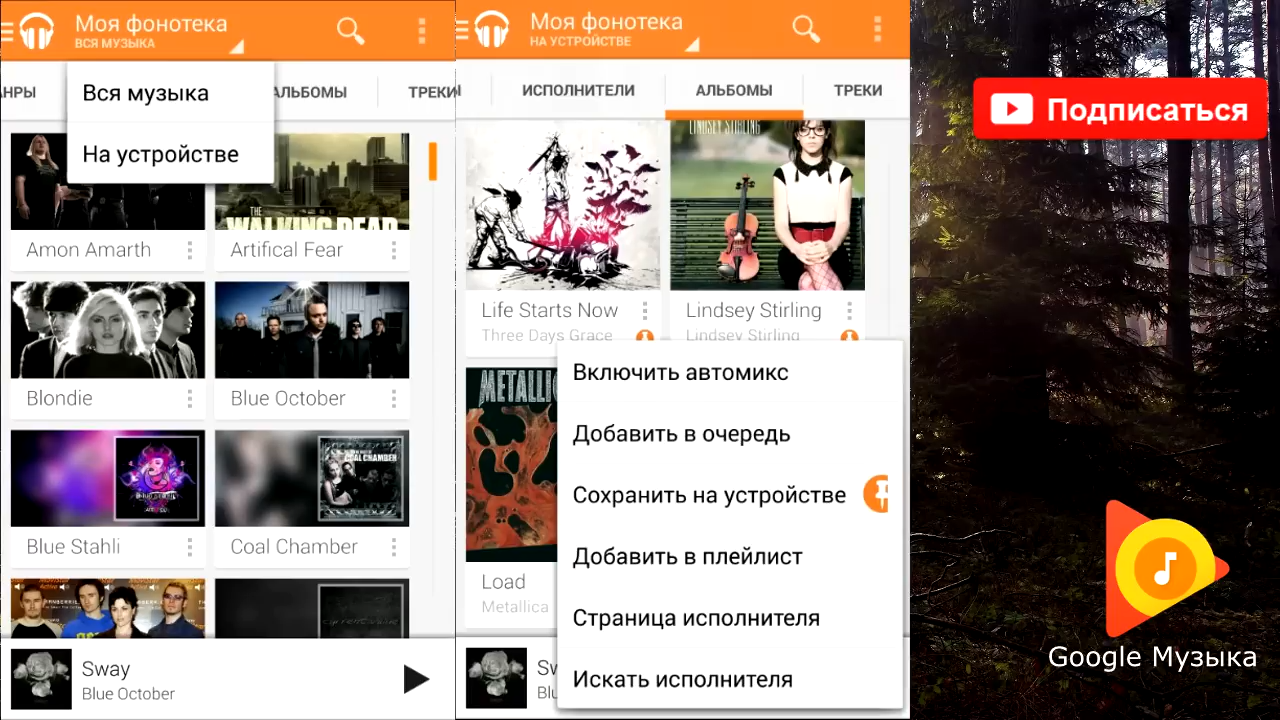 Моя фонотека
ВСЯ МУЗЫКА
Вся музыка
На устройстве
АЛЬБОМЫ
ТРЕКИ
THE
WALKING DEAD
Amon Amarth
Artifical Fear
Blondie
Blue October
COAL CHAMBER
Blue Stahli
Coal Chamber
Sway
Blue October
Моя фонотека
НА УСТРОЙСТВЕ
ИСПОЛНИТЕЛИ
АЛЬБОМЫ
ТРЕКИ
LINDSEY STIRLING
Life Starts Now
Three Days Grace
Lindsey Stirling
Lindsey Stirling
Load
Metallica
Включить автомикс
Добавить в очередь
Сохранить на устройстве
Добавить в плейлист
Страница исполнителя
Искать исполнителя
Подписаться
Google Музыка